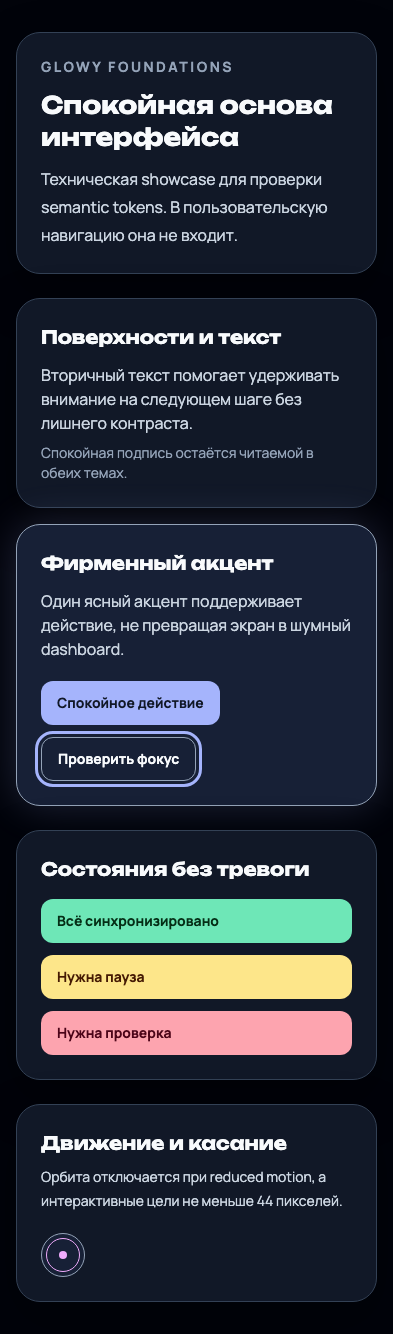 GLOWY FOUNDATIONS
Спокойная основа
интерфейса
Техническая showcase для проверки
semantic tokens. В пользовательскую
навигацию она не входит.
Поверхности и текст
Вторичный текст помогает удерживать
внимание на следующем шаге без
лишнего контраста.
Спокойная подпись остаётся читаемой в
обеих темах.
Фирменный акцент
Один ясный акцент поддерживает
действие, не превращая экран в шумный
dashboard.
Спокойное действие
Проверить фокус
Состояния без тревоги
Всё синхронизировано
Нужна пауза
Нужна проверка
Движение и касание
Орбита отключается при reduced motion, а
интерактивные цели не меньше 44 пикселей.